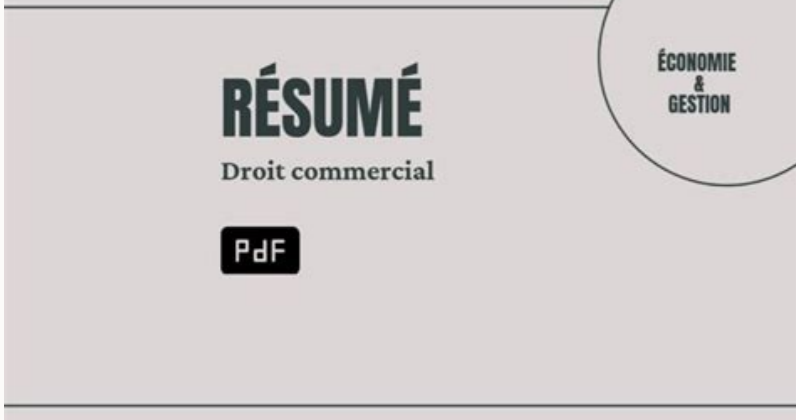 RÉSUMÉ
Droit commercial
PdF
ÉCONOMIE
&
GESTION